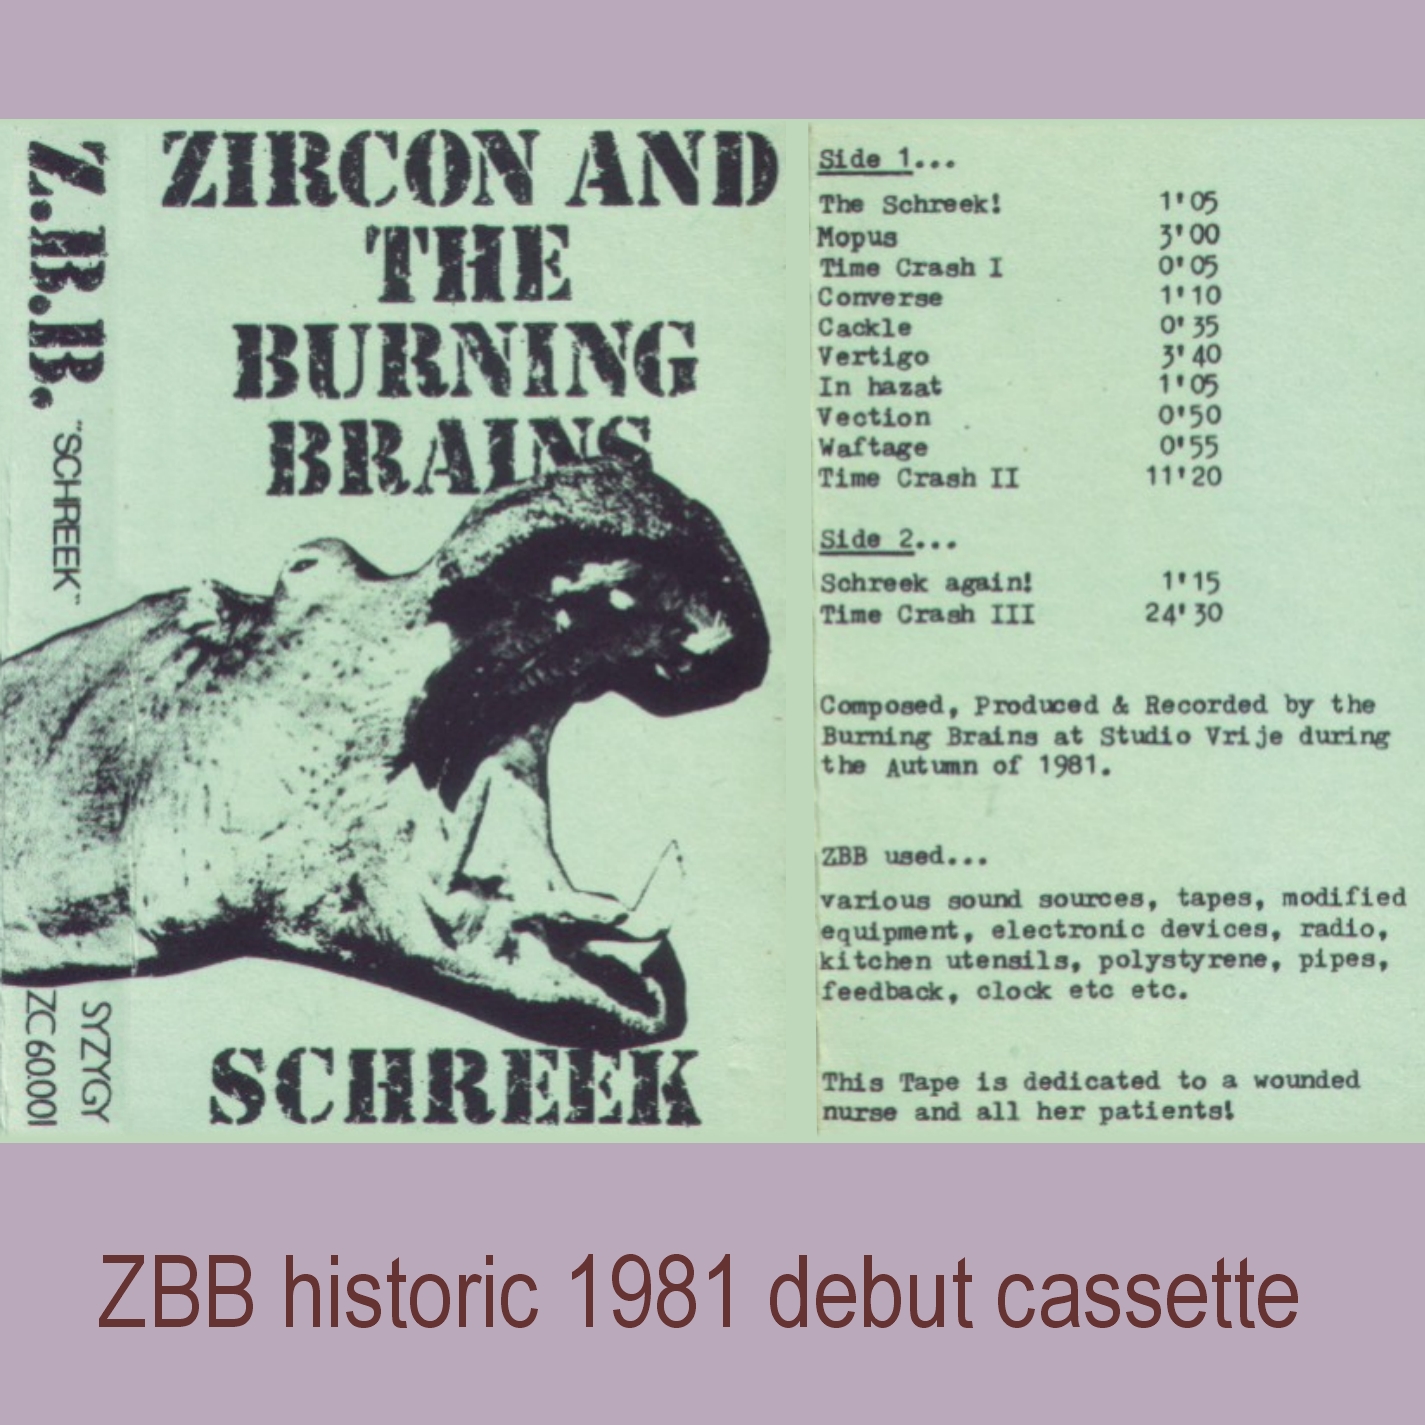 Z.B.B.
"SCHREEK"
SYZYGY
ZC 60.001
ZIRCON AND
THE
BURNING
BRAINS
SCHREEK
Side 1...
The Schreek! 1'05
Mopus 3'00
Time Crash I 0'05
Converse 1'10
Cackle 0'35
Vertigo 3'40
In hazat 1'05
Vection 0'50
Waftage 0'55
Time Crash II 11'20
Side 2...
Schreek again! 1'15
Time Crash III 24'30
Composed, Produced & Recorded by the
Burning Brains at Studio Vrije during
the Autumn of 1981.
ZBB used...
various sound sources, tapes, modified
equipment, electronic devices, radio,
kitchen utensils, polystyrene, pipes,
feedback, clock etc etc.
This Tape is dedicated to a wounded
nurse and all her patients!
ZBB historic 1981 debut cassette